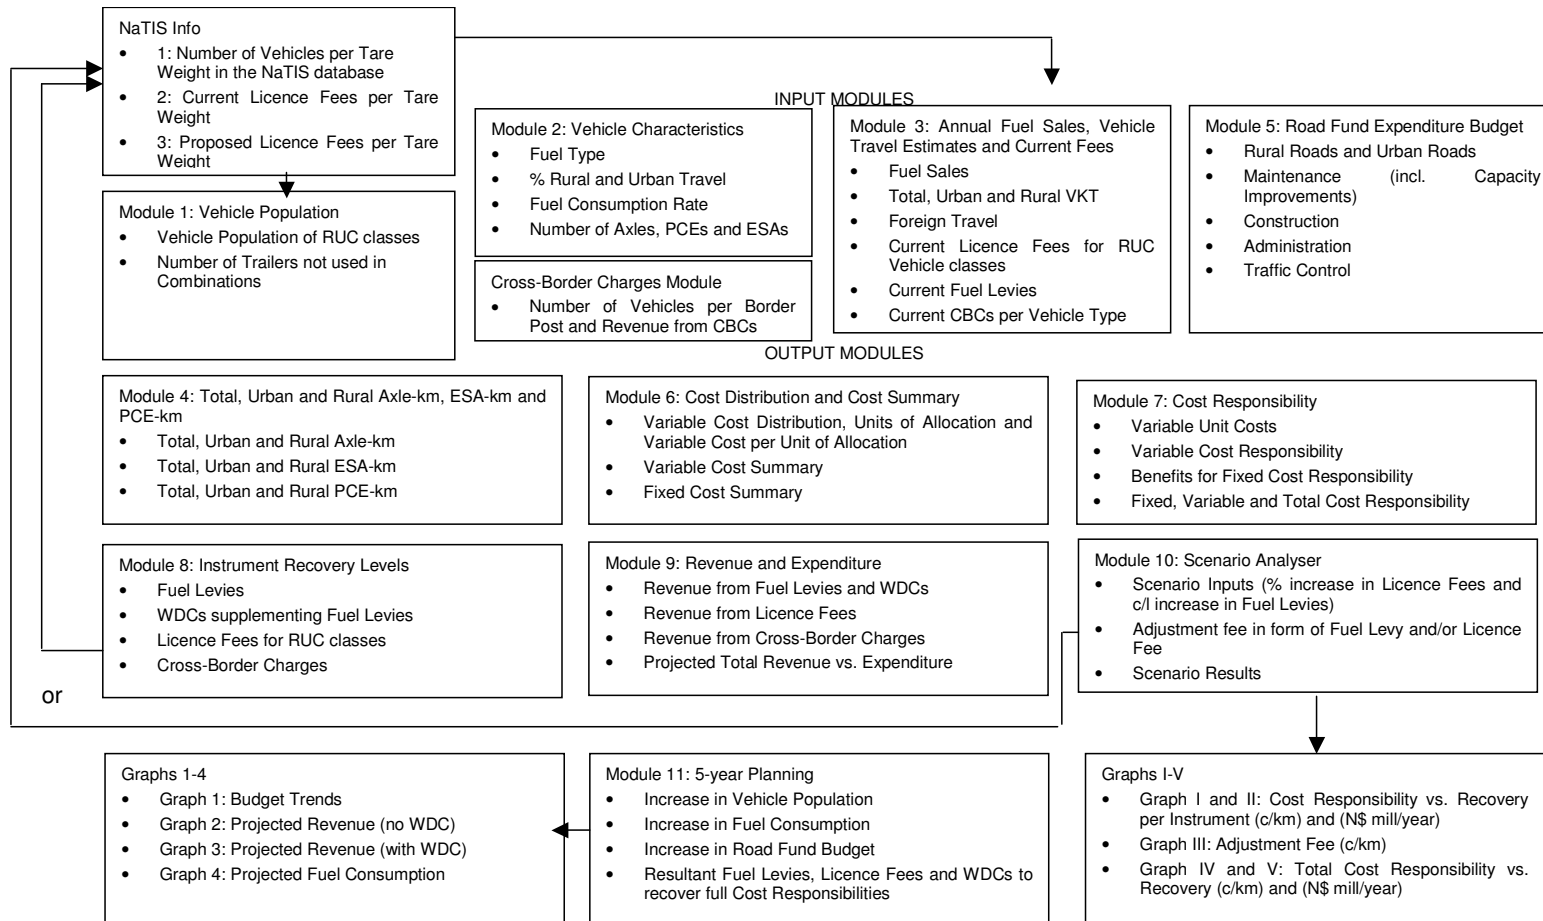 NaTIS Info
• 1: Number of Vehicles per Tare
Weight in the NaTIS database
• 2: Current Licence Fees per Tare
Weight
• 3: Proposed Licence Fees per Tare
Weight
INPUT MODULES
Module 1: Vehicle Population
• Vehicle Population of RUC classes
• Number of Trailers not used in
Combinations
Module 2: Vehicle Characteristics
• Fuel Type
• % Rural and Urban Travel
• Fuel Consumption Rate
• Number of Axles, PCEs and ESAs
Cross-Border Charges Module
• Number of Vehicles per Border
Post and Revenue from CBCs
Module 3: Annual Fuel Sales, Vehicle
Travel Estimates and Current Fees
• Fuel Sales
• Total, Urban and Rural VKT
• Foreign Travel
• Current Licence Fees for RUC
Vehicle classes
• Current Fuel Levies
• Current CBCs per Vehicle Type
Module 5: Road Fund Expenditure Budget
• Rural Roads and Urban Roads
• Maintenance (incl. Capacity
Improvements)
• Construction
• Administration
• Traffic Control
OUTPUT MODULES
Module 4: Total, Urban and Rural Axle-km, ESA-km and
PCE-km
• Total, Urban and Rural Axle-km
• Total, Urban and Rural ESA-km
• Total, Urban and Rural PCE-km
Module 6: Cost Distribution and Cost Summary
• Variable Cost Distribution, Units of Allocation and
Variable Cost per Unit of Allocation
• Variable Cost Summary
• Fixed Cost Summary
Module 7: Cost Responsibility
• Variable Unit Costs
• Variable Cost Responsibility
• Benefits for Fixed Cost Responsibility
• Fixed, Variable and Total Cost Responsibility
Module 8: Instrument Recovery Levels
• Fuel Levies
• WDCs supplementing Fuel Levies
• Licence Fees for RUC classes
• Cross-Border Charges
or
Module 9: Revenue and Expenditure
• Revenue from Fuel Levies and WDCs
• Revenue from Licence Fees
• Revenue from Cross-Border Charges
• Projected Total Revenue vs. Expenditure
Module 10: Scenario Analyser
• Scenario Inputs (% increase in Licence Fees and
c/l increase in Fuel Levies)
• Adjustment fee in form of Fuel Levy and/or Licence
Fee
• Scenario Results
Graphs 1-4
• Graph 1: Budget Trends
• Graph 2: Projected Revenue (no WDC)
• Graph 3: Projected Revenue (with WDC)
• Graph 4: Projected Fuel Consumption
Module 11: 5-year Planning
• Increase in Vehicle Population
• Increase in Fuel Consumption
• Increase in Road Fund Budget
• Resultant Fuel Levies, Licence Fees and WDCs to
recover full Cost Responsibilities
Graphs I-V
• Graph I and II: Cost Responsibility vs. Recovery
per Instrument (c/km) and (N$ mill/year)
• Graph III: Adjustment Fee (c/km)
• Graph IV and V: Total Cost Responsibility vs.
Recovery (c/km) and (N$ mill/year)